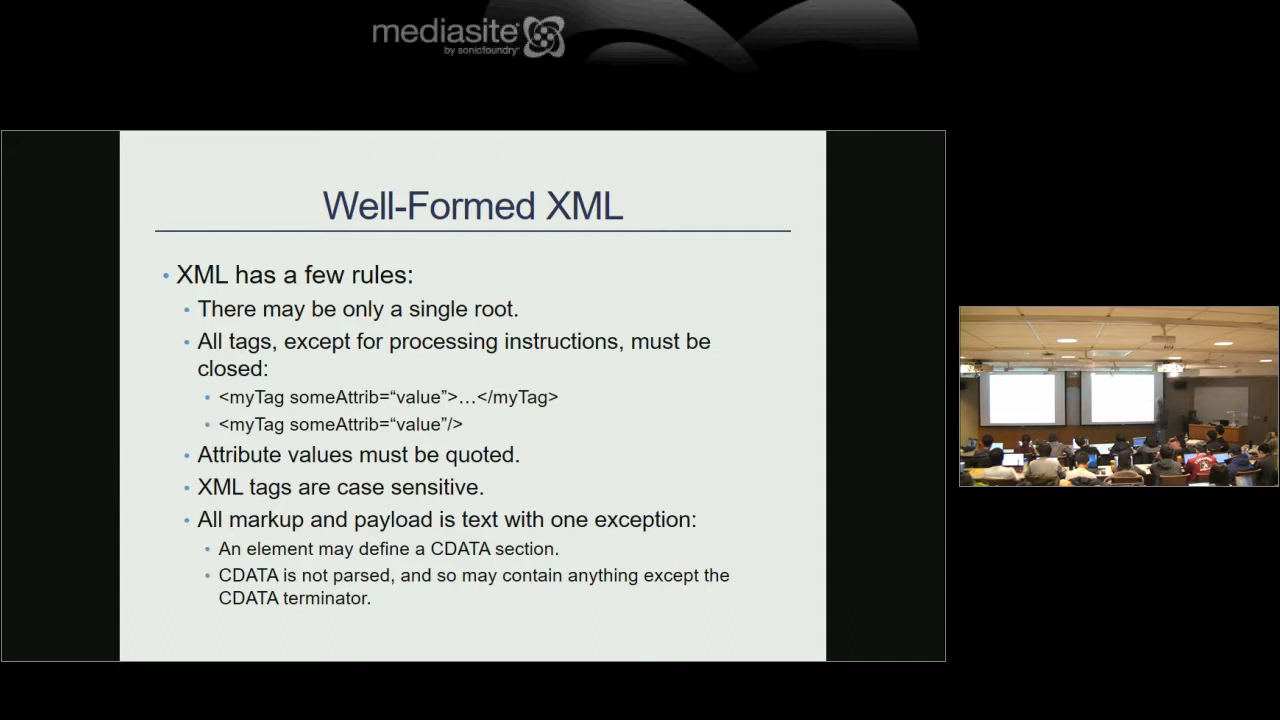 mediasite
by sonicfoundry
Well-Formed XML
• XML has a few rules:
• There may be only a single root.
• All tags, except for processing instructions, must be
closed:
• <myTag someAttrib=“value”>…</myTag>
• <myTag someAttrib=“value”/>
• Attribute values must be quoted.
• XML tags are case sensitive.
• All markup and payload is text with one exception:
• An element may define a CDATA section.
• CDATA is not parsed, and so may contain anything except the
CDATA terminator.